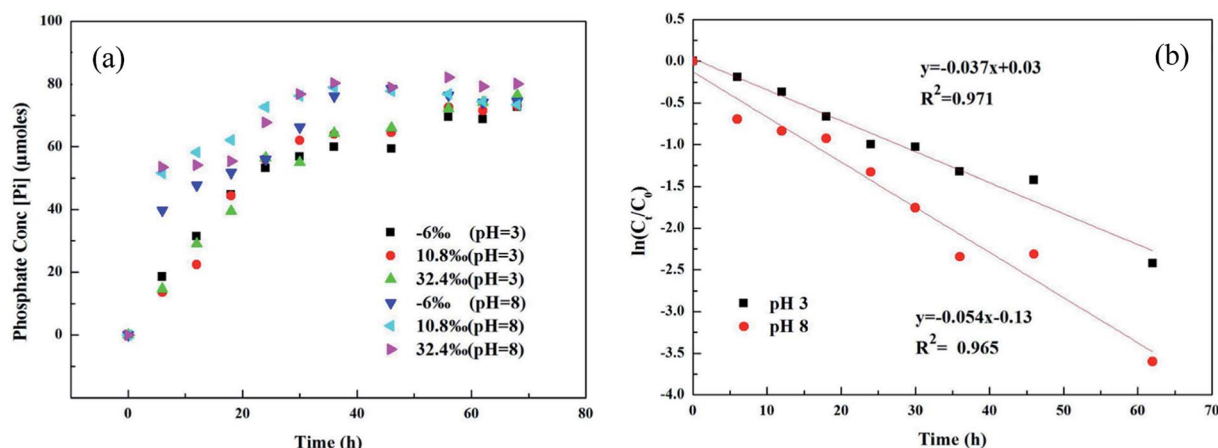 (a)
100
80
60
40
20
0
Phosphate Conc [Pi] (µmoles)
-6‰ (pH=3)
10.8‰(pH=3)
32.4‰(pH=3)
-6‰ (pH=8)
10.8‰(pH=8)
32.4‰(pH=8)
0 20 40 60 80
Time (h)
(b)
0.5
0.0
-0.5
-1.0
-1.5
-2.0
-2.5
-3.0
-3.5
-4.0
ln(Ct/C0)
y=-0.037x+0.03
R2=0.971
pH 3
pH 8
y=-0.054x-0.13
R2= 0.965
0 10 20 30 40 50 60 70
Time (h)